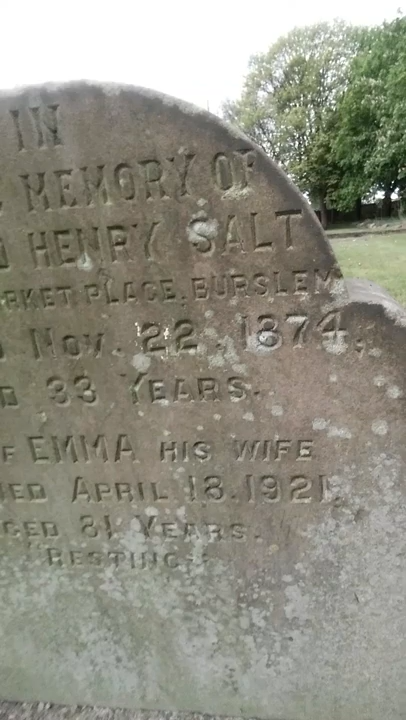 IN
MEMORY OF
HENRY SALT
RKET PLACE, BURSLEM
NOV. 22. 1874,
D 33 YEARS.
F EMMA HIS WIFE
IED APRIL 18. 1921.
GED 81 YEARS.
"RESTING"